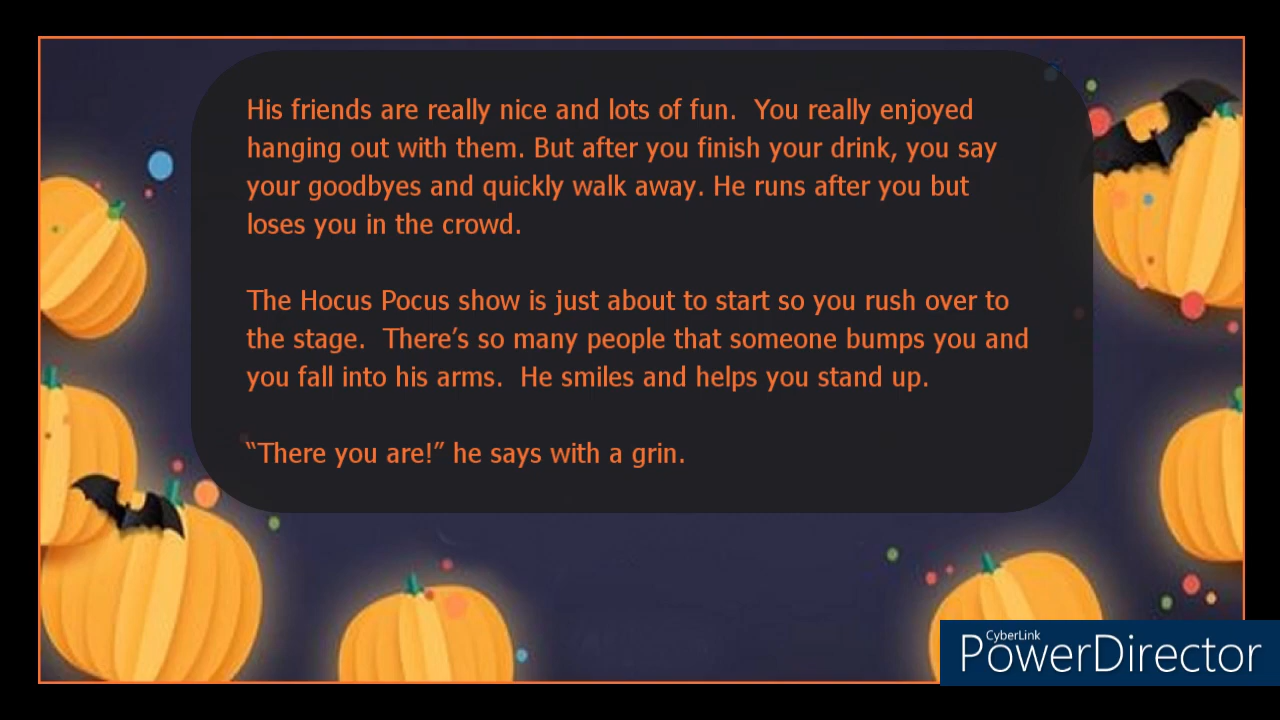 His friends are really nice and lots of fun.  You really enjoyed
hanging out with them. But after you finish your drink, you say
your goodbyes and quickly walk away. He runs after you but
loses you in the crowd.
The Hocus Pocus show is just about to start so you rush over to
the stage.  There’s so many people that someone bumps you and
you fall into his arms.  He smiles and helps you stand up.
“There you are!” he says with a grin.
CyberLink
PowerDirector